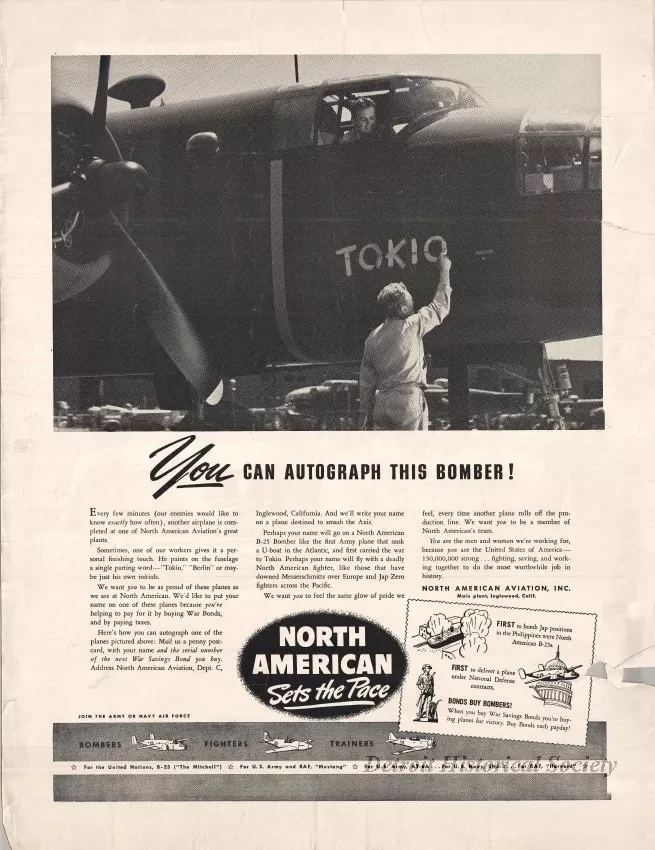 TOKIO
You CAN AUTOGRAPH THIS BOMBER!
Every few minutes (our enemies would like to
know exactly how often), another airplane is com-
pleted at one of North American Aviation's great
plants.
Sometimes, one of our workers gives it a per-
sonal finishing touch. He paints on the fuselage
a single parting word—"Tokio," "Berlin" or may-
be just his own initials.
We want you to be as proud of these planes as
we are at North American. We'd like to put your
name on one of these planes because you're
helping to pay for it by buying War Bonds,
and by paying taxes.
Here's how you can autograph one of the
planes pictured above: Mail us a penny post-
card, with your name and the serial number
of the next War Savings Bond you buy.
Address North American Aviation, Dept. C,
Inglewood, California. And we'll write your name
on a plane destined to smash the Axis.
Perhaps your name will go on a North American
B-25 Bomber like the first Army plane that sank
a U-boat in the Atlantic, and first carried the war
to Tokio. Perhaps your name will fly with a deadly
North American fighter, like those that have
downed Messerschmitts over Europe and Jap Zero
fighters across the Pacific.
We want you to feel the same glow of pride we
feel, every time another plane rolls off the pro-
duction line. We want you to be a member of
North American's team.
You are the men and women we're working for,
because you are the United States of America—
130,000,000 strong . . . fighting, saving, and work-
ing together to do the most worthwhile job in
history.
NORTH AMERICAN AVIATION, INC.
Main plant, Inglewood, Calif.
NORTH
AMERICAN
Sets the Pace
FIRST to bomb Jap positions
in the Philippines were North
American B-25s.
FIRST to deliver a plane
under National Defense
contracts.
BONDS BUY BOMBERS!
When you buy War Savings Bonds you're buy-
ing planes for victory. Buy Bonds each payday!
JOIN THE ARMY OR NAVY AIR FORCE
BOMBERS FIGHTERS TRAINERS
☆ For the United Nations, B-25 ("The Mitchell") ☆ For U.S. Army and RAF, "Mustang" ☆ For U.S. Army, AT-6A . . . For U.S. Navy, SNJ-3 . . . For RAF, "Harvard"
Detroit Historical Society